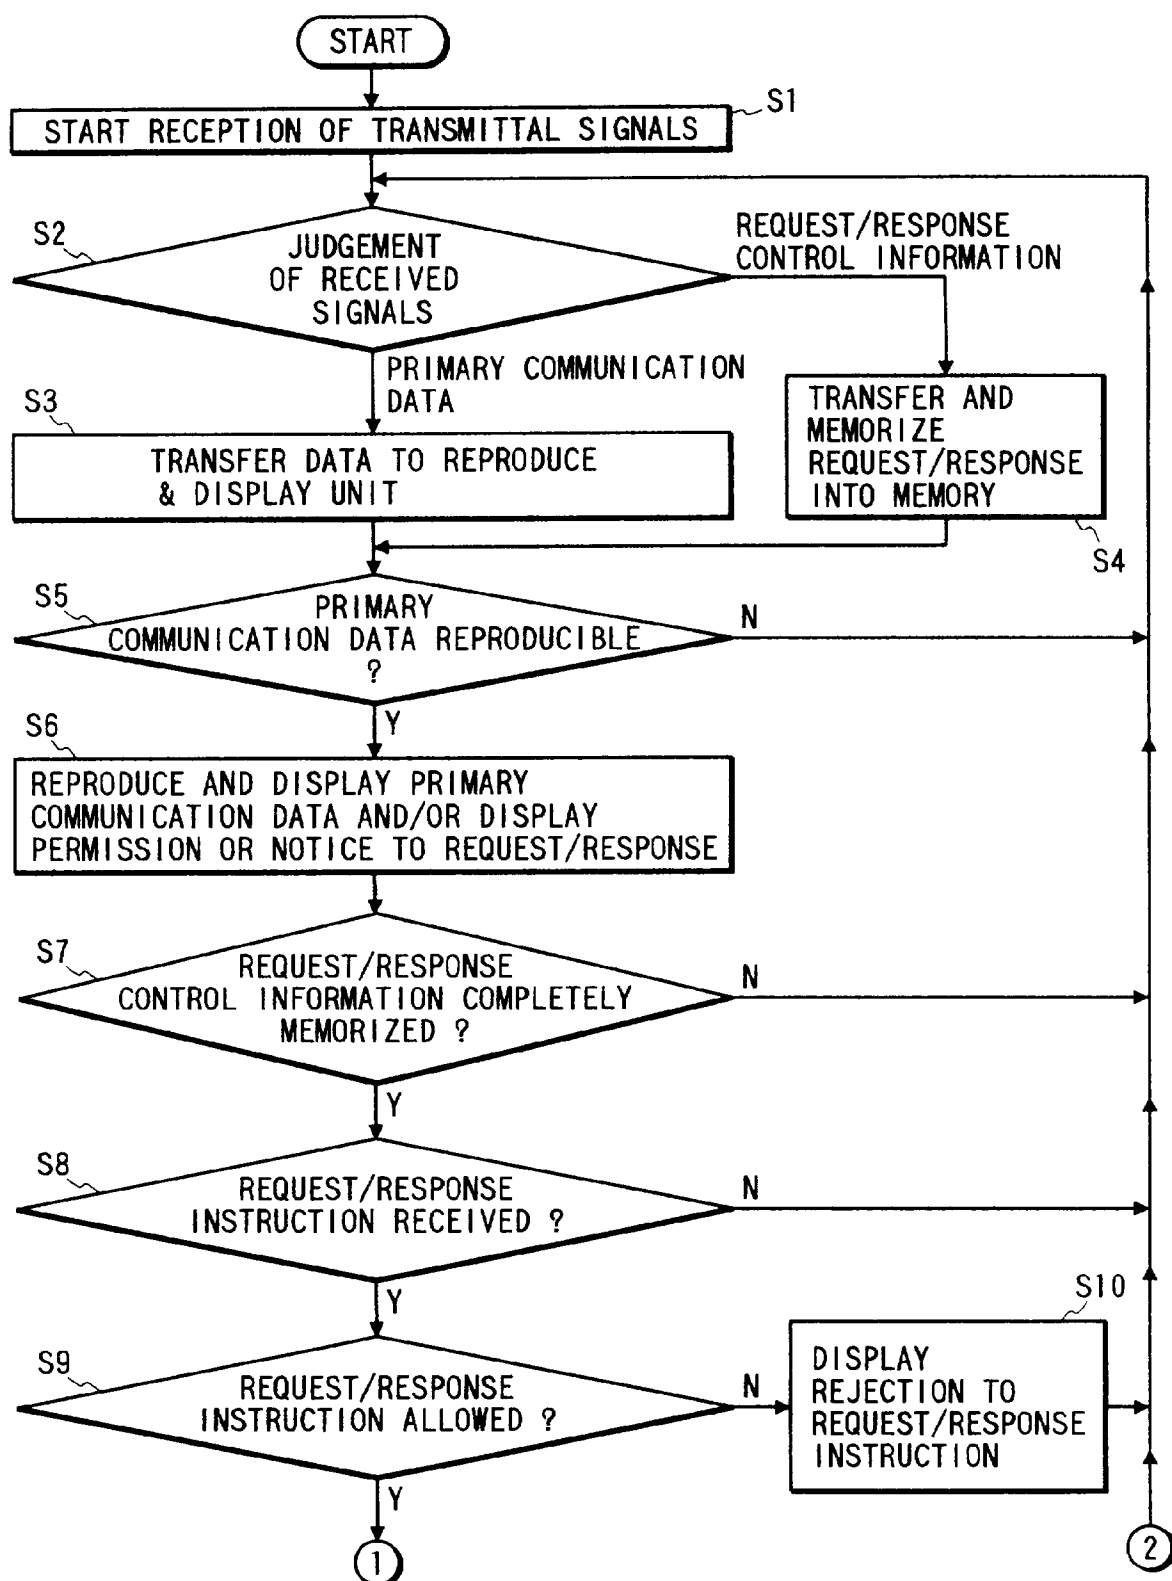 START
S1
START RECEPTION OF TRANSMITTAL SIGNALS
S2
JUDGEMENT
OF RECEIVED
SIGNALS
REQUEST/RESPONSE
CONTROL INFORMATION
PRIMARY COMMUNICATION
DATA
S3
TRANSFER DATA TO REPRODUCE
& DISPLAY UNIT
TRANSFER AND
MEMORIZE
REQUEST/RESPONSE
INTO MEMORY
S4
S5
PRIMARY
COMMUNICATION DATA REPRODUCIBLE
?
N
Y
S6
REPRODUCE AND DISPLAY PRIMARY
COMMUNICATION DATA AND/OR DISPLAY
PERMISSION OR NOTICE TO REQUEST/RESPONSE
S7
REQUEST/RESPONSE
CONTROL INFORMATION COMPLETELY
MEMORIZED ?
N
Y
S8
REQUEST/RESPONSE
INSTRUCTION RECEIVED ?
N
Y
S9
REQUEST/RESPONSE
INSTRUCTION ALLOWED ?
N
S10
DISPLAY
REJECTION TO
REQUEST/RESPONSE
INSTRUCTION
Y
1
2